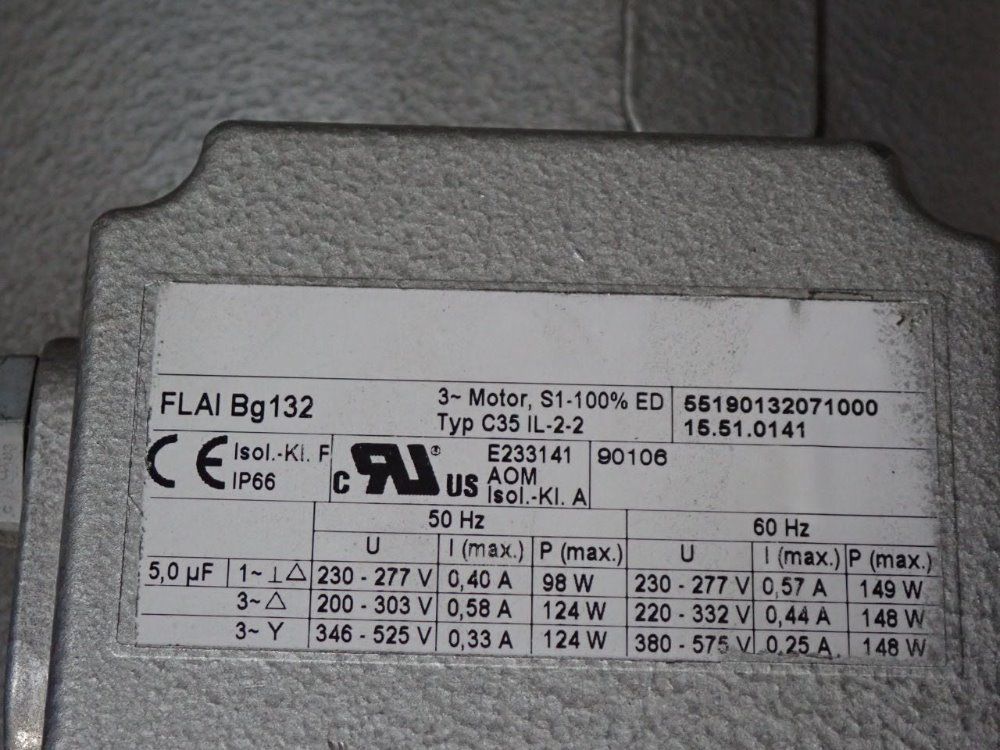 FLAI Bg132
3~ Motor, S1-100% ED
Typ C35 IL-2-2
55190132071000
15.51.0141
CE Isol.-Kl. F
IP66
c RU® US
E233141
AOM
Isol.-Kl. A
90106
50 Hz 60 Hz
U I (max.) P (max.) U I (max.) P (max.)
5,0 µF 1~ ⊥△ 230 - 277 V 0,40 A 98 W 230 - 277 V 0,57 A 149 W
3~ △ 200 - 303 V 0,58 A 124 W 220 - 332 V 0,44 A 148 W
3~ Y 346 - 525 V 0,33 A 124 W 380 - 575 V 0,25 A 148 W